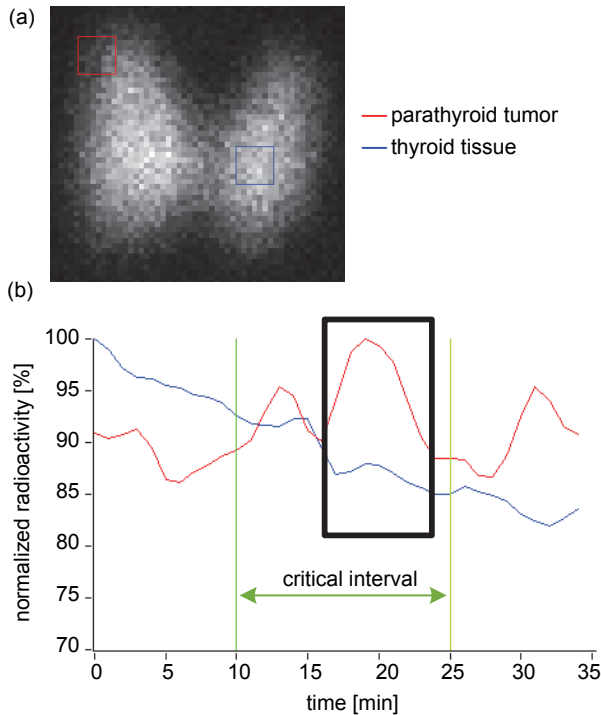 (a)
parathyroid tumor
thyroid tissue
(b)
normalized radioactivity [%]
100
95
90
85
80
75
70
critical interval
0 5 10 15 20 25 30 35
time [min]